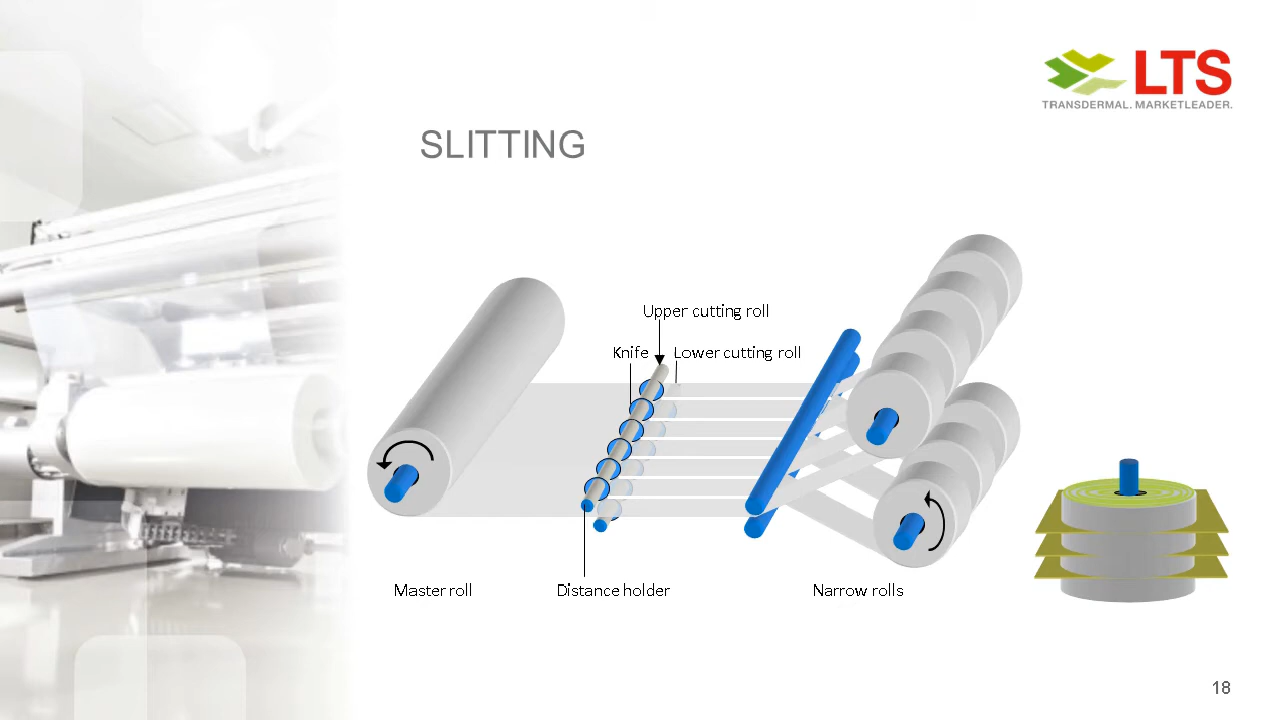 LTS
TRANSDERMAL. MARKETLEADER.
SLITTING
Upper cutting roll
Knife
Lower cutting roll
Master roll
Distance holder
Narrow rolls
18